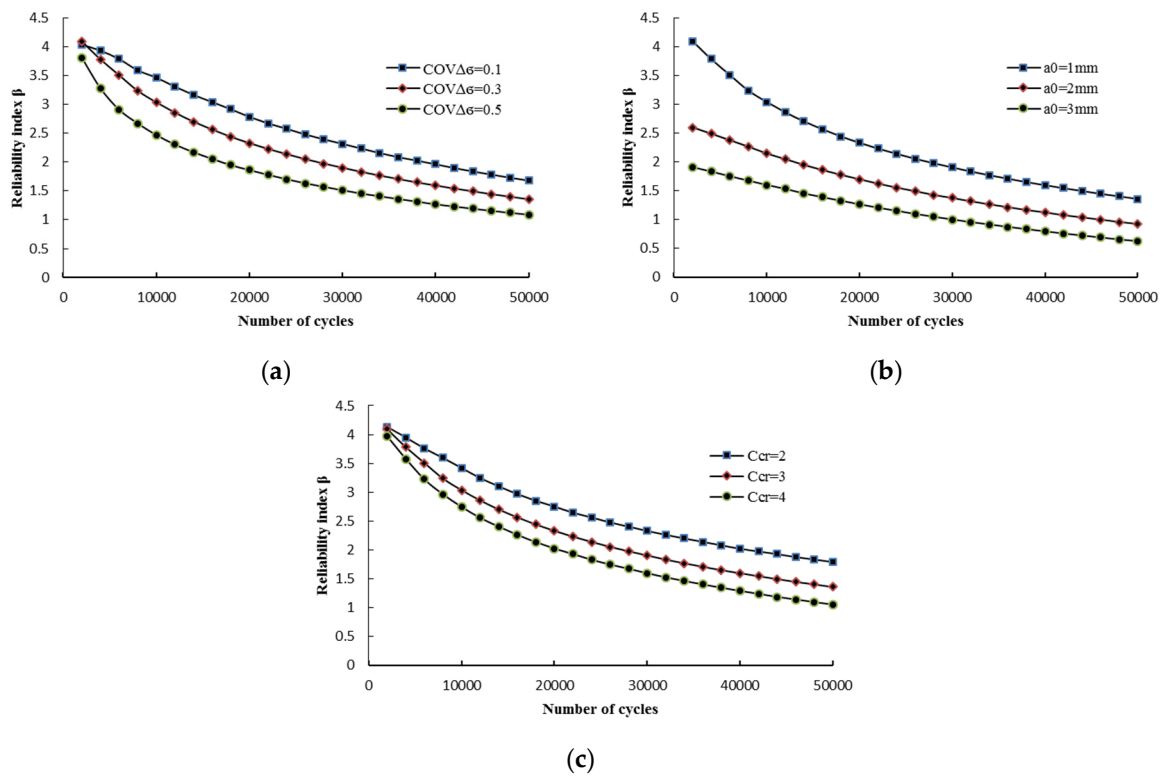 4.5
4
3.5
3
2.5
2
1.5
1
0.5
0
Reliability index β
COVΔσ=0.1
COVΔσ=0.3
COVΔσ=0.5
0 10000 20000 30000 40000 50000
Number of cycles
(a)
4.5
4
3.5
3
2.5
2
1.5
1
0.5
0
Reliability index β
a0=1mm
a0=2mm
a0=3mm
0 10000 20000 30000 40000 50000
Number of cycles
(b)
4.5
4
3.5
3
2.5
2
1.5
1
0.5
0
Reliability index β
Ccr=2
Ccr=3
Ccr=4
0 10000 20000 30000 40000 50000
Number of cycles
(c)